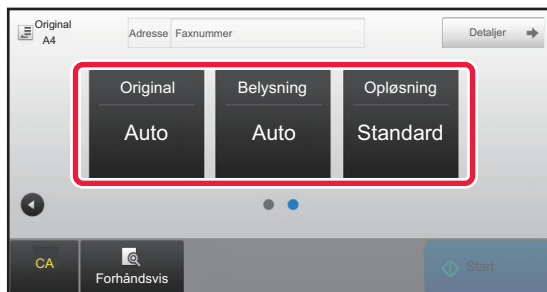 Original
A4
Adresse Faxnummer
Detaljer
Original Belysning Opløsning
Auto Auto Standard
CA
Forhåndsvis
Start